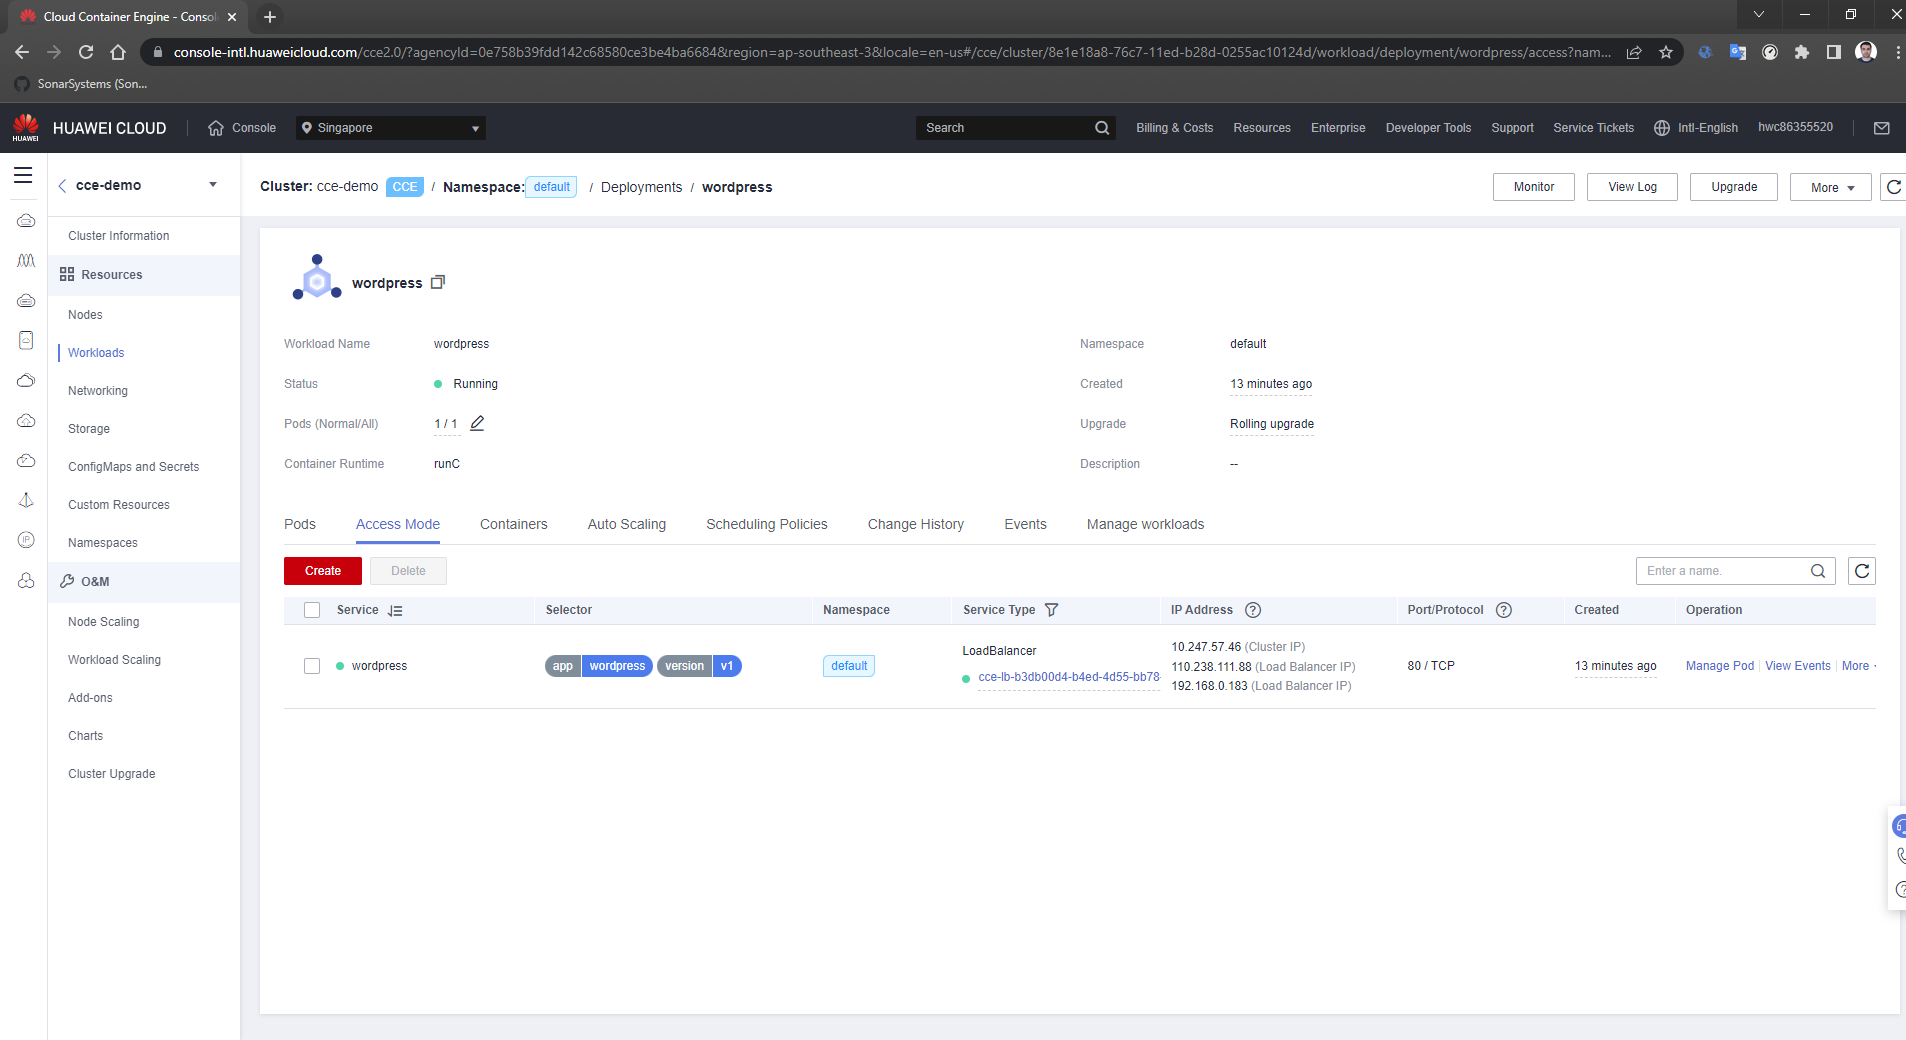 Cloud Container Engine - Conso
console-intl.huaweicloud.com/cce2.0/?agencyId=0e758b39fdd142c68580ce3be4ba6684&region=ap-southeast-3&locale=en-us#/cce/cluster/8e1e18a8-76c7-11ed-b28d-0255ac10124d/workload/deployment/wordpress/access?nam...
SonarSystems (Son...
HUAWEI
HUAWEI CLOUD
Console
Singapore
Search
Billing & Costs
Resources
Enterprise
Developer Tools
Support
Service Tickets
Intl-English
hwc86355520
cce-demo
Cluster: cce-demo CCE / Namespace: default / Deployments / wordpress
Monitor
View Log
Upgrade
More
Cluster Information
Resources
Nodes
Workloads
Networking
Storage
ConfigMaps and Secrets
Custom Resources
Namespaces
O&M
Node Scaling
Workload Scaling
Add-ons
Charts
Cluster Upgrade
IP
wordpress
Workload Name wordpress
Namespace default
Status Running
Created 13 minutes ago
Pods (Normal/All) 1 / 1
Upgrade Rolling upgrade
Container Runtime runC
Description --
Pods
Access Mode
Containers
Auto Scaling
Scheduling Policies
Change History
Events
Manage workloads
Create
Delete
Enter a name.
Service
Selector
Namespace
Service Type
IP Address
Port/Protocol
Created
Operation
wordpress
app wordpress version v1
default
LoadBalancer
cce-lb-b3db00d4-b4ed-4d55-bb78-
10.247.57.46 (Cluster IP)
110.238.111.88 (Load Balancer IP)
192.168.0.183 (Load Balancer IP)
80 / TCP
13 minutes ago
Manage Pod
View Events
More